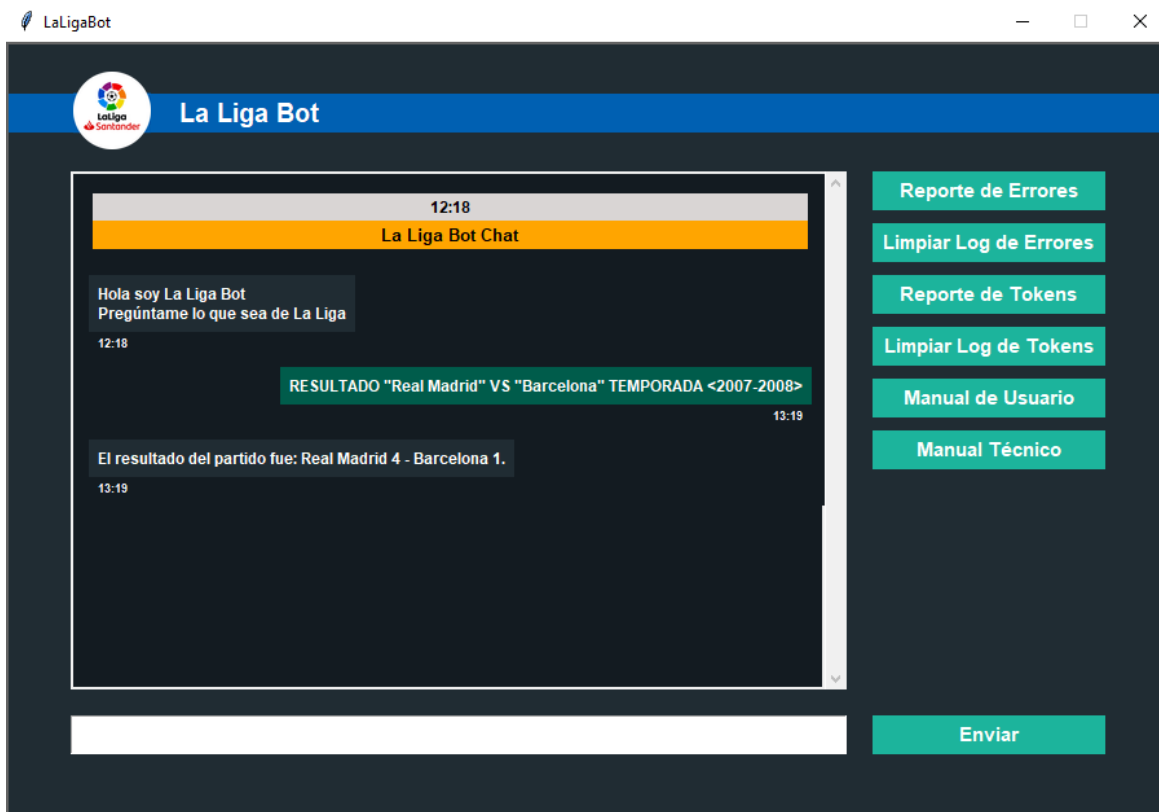 LaLigaBot
LaLiga
Santander
La Liga Bot
12:18
La Liga Bot Chat
Hola soy La Liga Bot
Pregúntame lo que sea de La Liga
12:18
RESULTADO "Real Madrid" VS "Barcelona" TEMPORADA <2007-2008>
13:19
El resultado del partido fue: Real Madrid 4 - Barcelona 1.
13:19
Reporte de Errores
Limpiar Log de Errores
Reporte de Tokens
Limpiar Log de Tokens
Manual de Usuario
Manual Técnico
Enviar